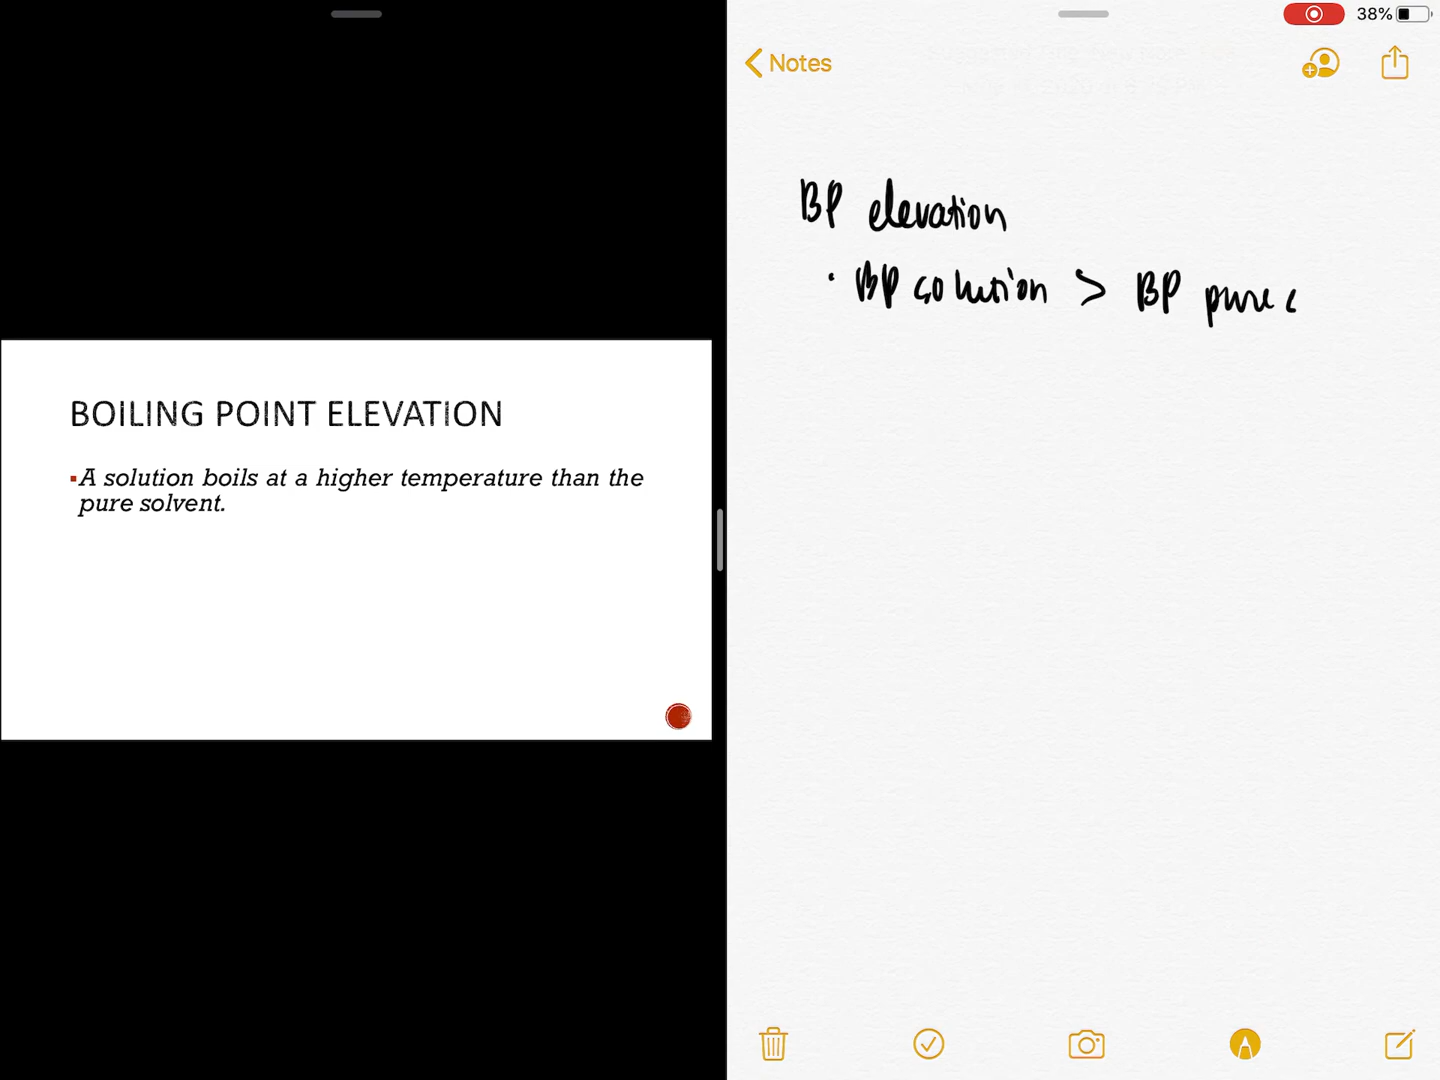 38%
Notes
BP elevation
· BP solution > BP pure
BOILING POINT ELEVATION
▪A solution boils at a higher temperature than the
pure solvent.